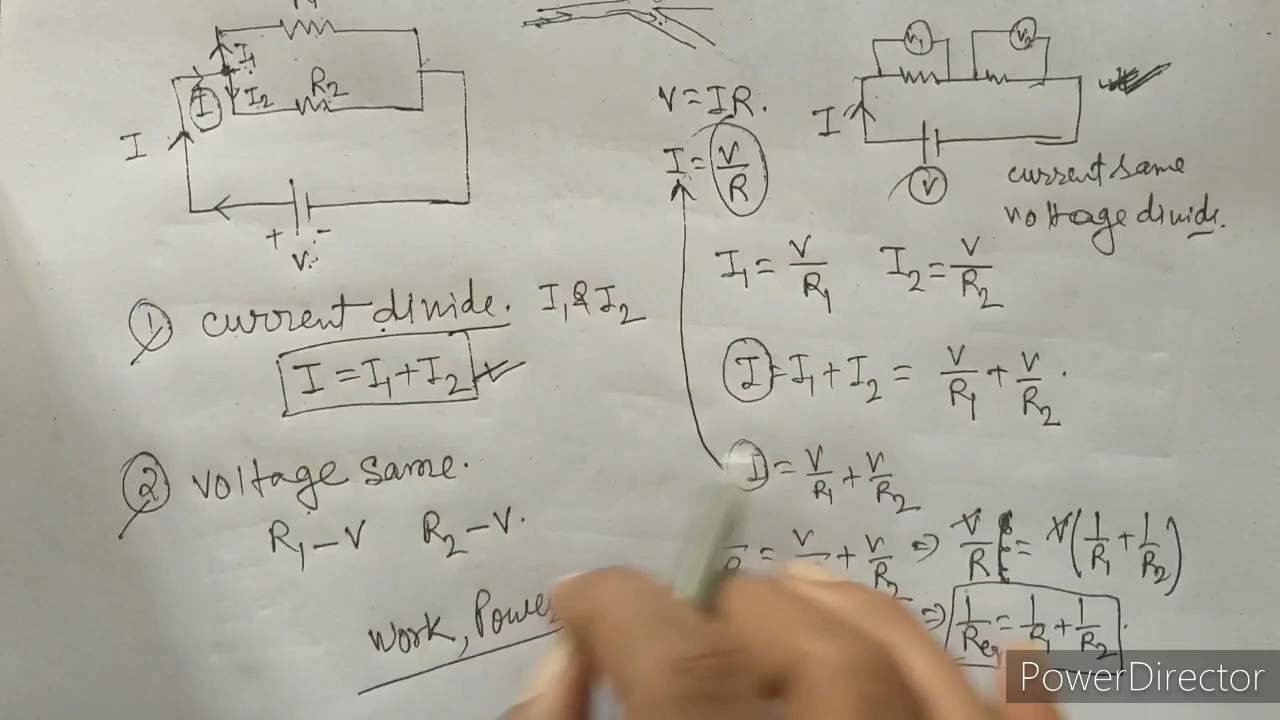 I₁
R₂
I
I₂
I
+ -
V
① current divide. I₁ & I₂
I = I₁ + I₂
② voltage same.
R₁ – V R₂ – V.
Work, Power
V = IR.
I = V/R
V₁ V₂
I
V
current same
voltage divide.
I₁ = V/R₁ I₂ = V/R₂
I = I₁ + I₂ = V/R₁ + V/R₂.
I = V/R₁ + V/R₂
= V + V/R₂ ⇒ V/R = V(1/R₁ + 1/R₂)
⇒ 1/Req = 1/R₁ + 1/R₂.
PowerDirector